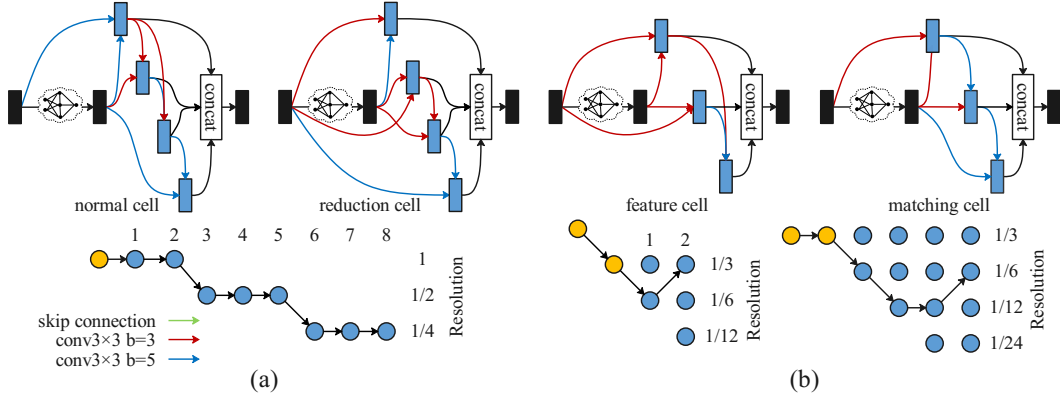 concat
concat
concat
concat
normal cell
reduction cell
feature cell
matching cell
1 2 3 4 5 6 7 8
1
1/2
1/4
Resolution
skip connection
conv3×3 b=3
conv3×3 b=5
(a)
1 2
1/3
1/6
1/12
Resolution
1/3
1/6
1/12
1/24
Resolution
(b)